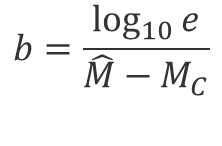 b = log₁₀ e / (M̂ − M_C)